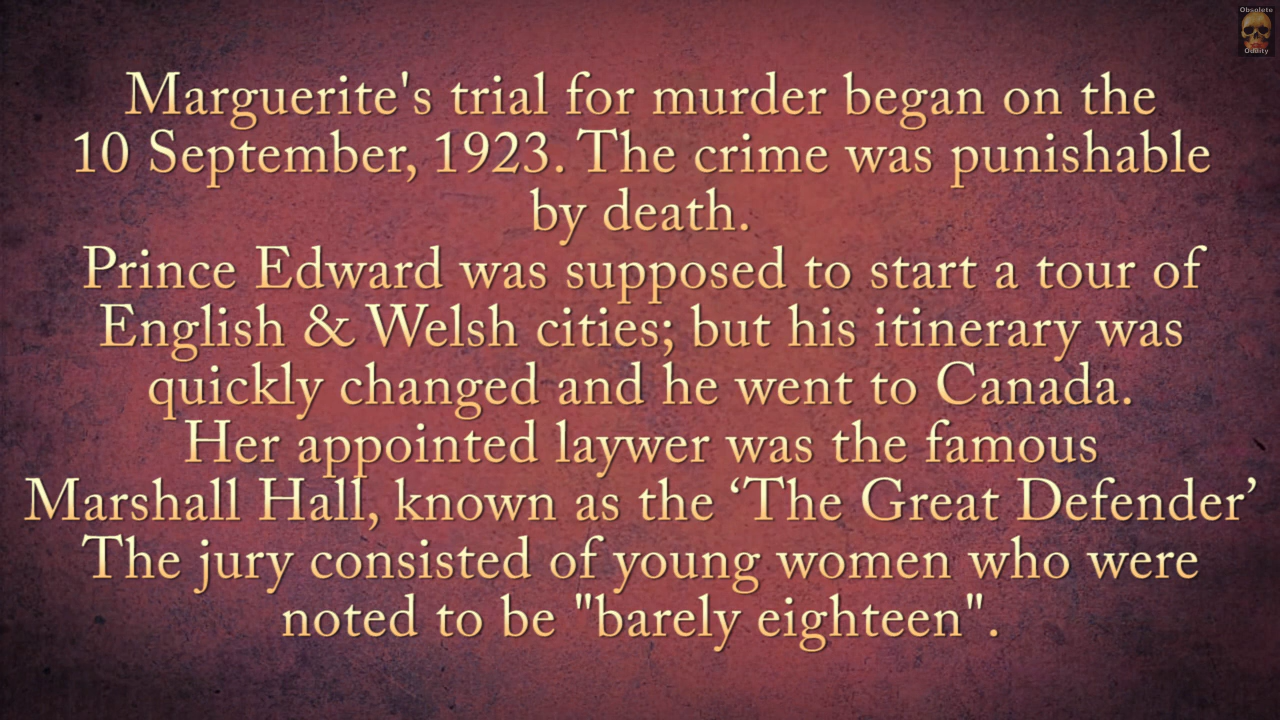 Obsolete
Oddity
Marguerite's trial for murder began on the
10 September, 1923. The crime was punishable
by death.
Prince Edward was supposed to start a tour of
English & Welsh cities; but his itinerary was
quickly changed and he went to Canada.
Her appointed laywer was the famous
Marshall Hall, known as the ‘The Great Defender’
The jury consisted of young women who were
noted to be "barely eighteen".